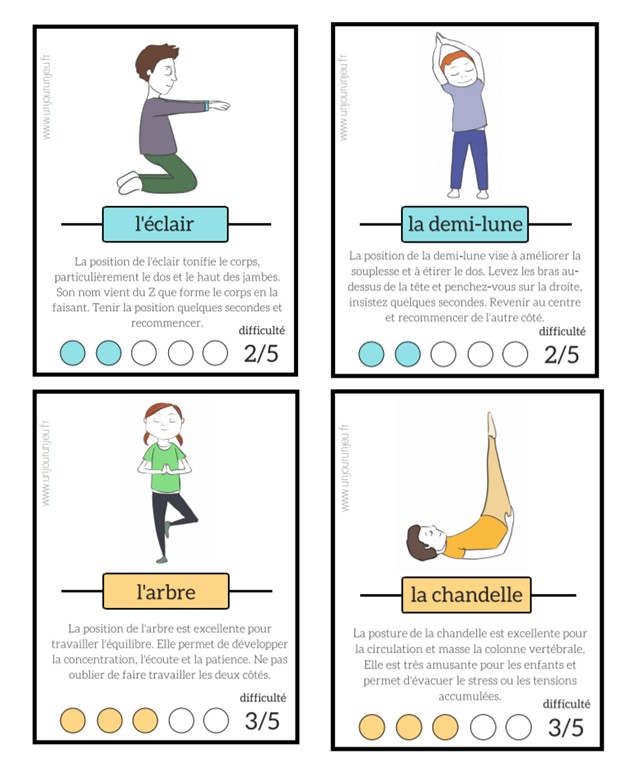 www.unjourunjeu.fr
l'éclair
La position de l'éclair tonifie le corps,
particulièrement le dos et le haut des jambes.
Son nom vient du Z que forme le corps en la
faisant. Tenir la position quelques secondes et
recommencer.
difficulté
2/5
www.unjourunjeu.fr
la demi-lune
La position de la demi-lune vise à améliorer la
souplesse et à étirer le dos. Levez les bras au-
dessus de la tête et penchez-vous sur la droite,
insistez quelques secondes. Revenir au centre
et recommencer de l'autre côté.
difficulté
2/5
www.unjourunjeu.fr
l'arbre
La position de l'arbre est excellente pour
travailler l'équilibre. Elle permet de développer
la concentration, l'écoute et la patience. Ne pas
oublier de faire travailler les deux côtés.
difficulté
3/5
www.unjourunjeu.fr
la chandelle
La posture de la chandelle est excellente pour
la circulation et masse la colonne vertébrale.
Elle est très amusante pour les enfants et
permet d'évacuer le stress ou les tensions
accumulées.
difficulté
3/5